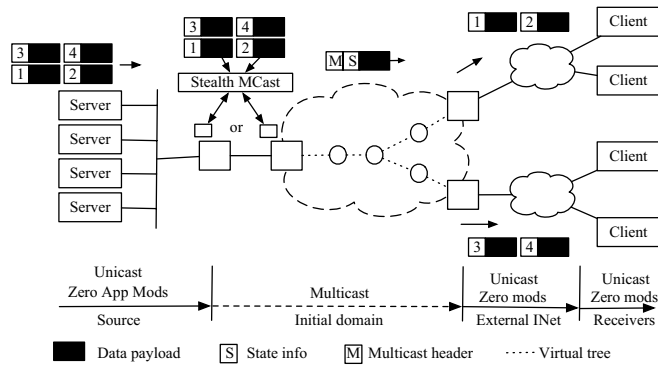 3 4
1 2
3 4
1 2
Stealth MCast
or
M S
1 2
Client
Client
Server
Server
Server
Server
Client
Client
3 4
Unicast
Zero App Mods
Source
Multicast
Initial domain
Unicast
Zero mods
External INet
Unicast
Zero mods
Receivers
Data payload
S State info
M Multicast header
Virtual tree